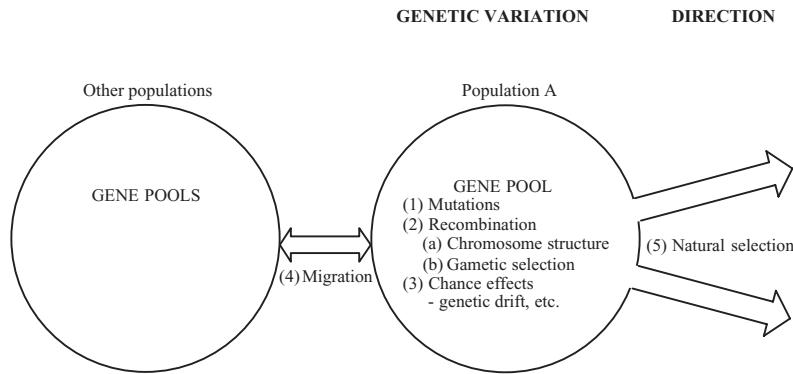 GENETIC VARIATION
DIRECTION
Other populations
Population A
GENE POOLS
GENE POOL
(1) Mutations
(2) Recombination
(a) Chromosome structure
(b) Gametic selection
(3) Chance effects
- genetic drift, etc.
(4) Migration
(5) Natural selection